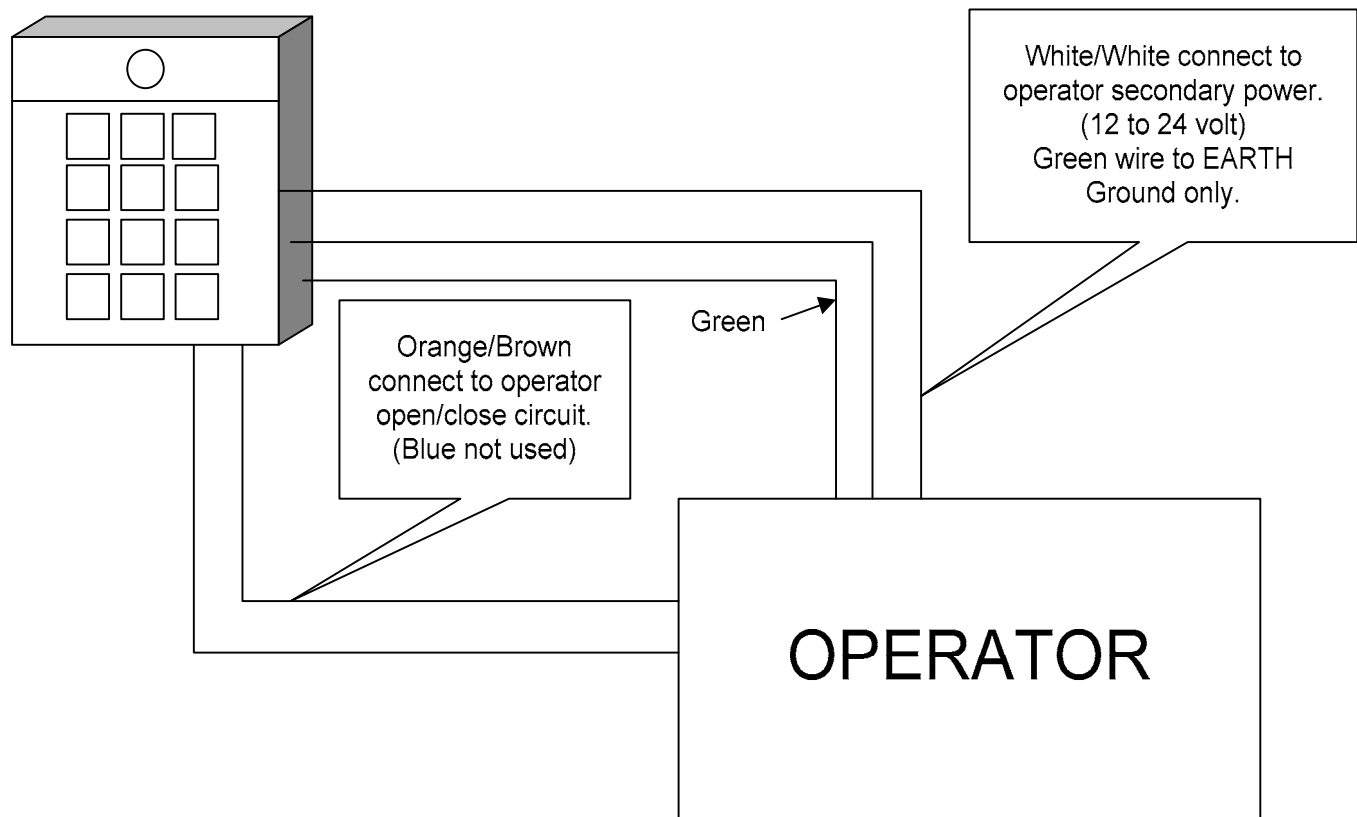 White/White connect to
operator secondary power.
(12 to 24 volt)
Green wire to EARTH
Ground only.
Green
Orange/Brown
connect to operator
open/close circuit.
(Blue not used)
OPERATOR